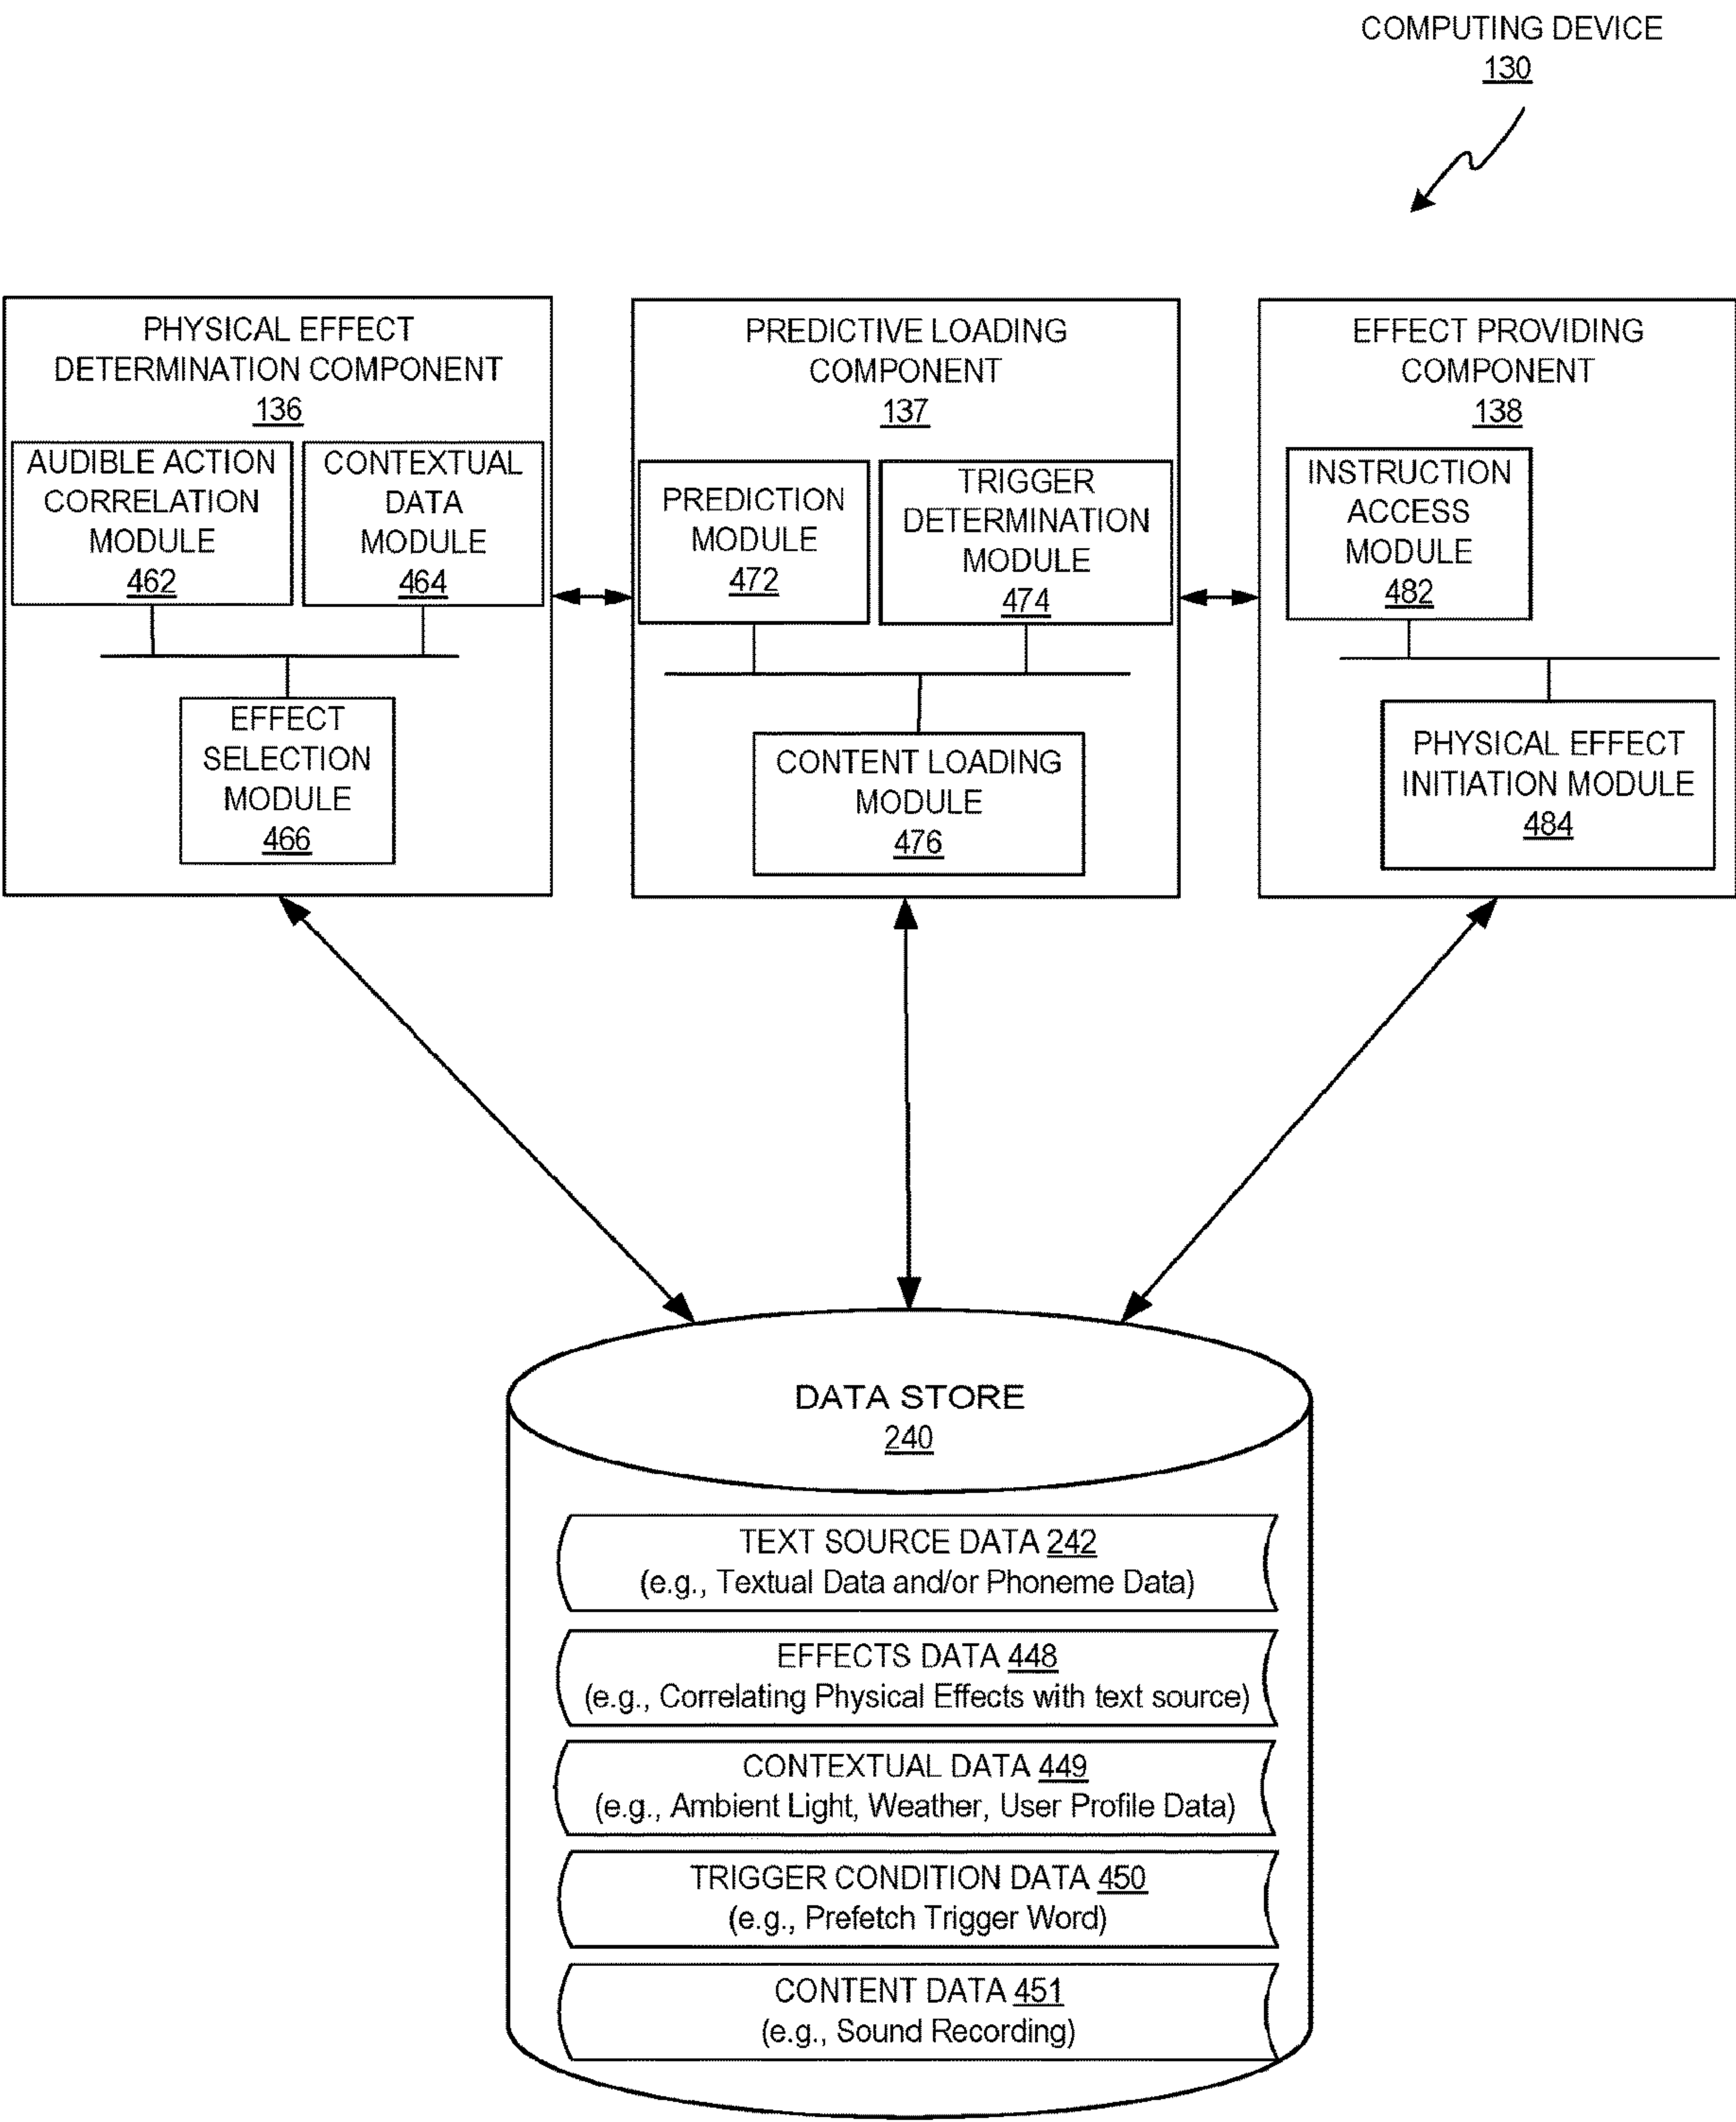 COMPUTING DEVICE
130
PHYSICAL EFFECT
DETERMINATION COMPONENT
136
AUDIBLE ACTION
CORRELATION
MODULE
462
CONTEXTUAL
DATA
MODULE
464
EFFECT
SELECTION
MODULE
466
PREDICTIVE LOADING
COMPONENT
137
PREDICTION
MODULE
472
TRIGGER
DETERMINATION
MODULE
474
CONTENT LOADING
MODULE
476
EFFECT PROVIDING
COMPONENT
138
INSTRUCTION
ACCESS
MODULE
482
PHYSICAL EFFECT
INITIATION MODULE
484
DATA STORE
240
TEXT SOURCE DATA 242
(e.g., Textual Data and/or Phoneme Data)
EFFECTS DATA 448
(e.g., Correlating Physical Effects with text source)
CONTEXTUAL DATA 449
(e.g., Ambient Light, Weather, User Profile Data)
TRIGGER CONDITION DATA 450
(e.g., Prefetch Trigger Word)
CONTENT DATA 451
(e.g., Sound Recording)